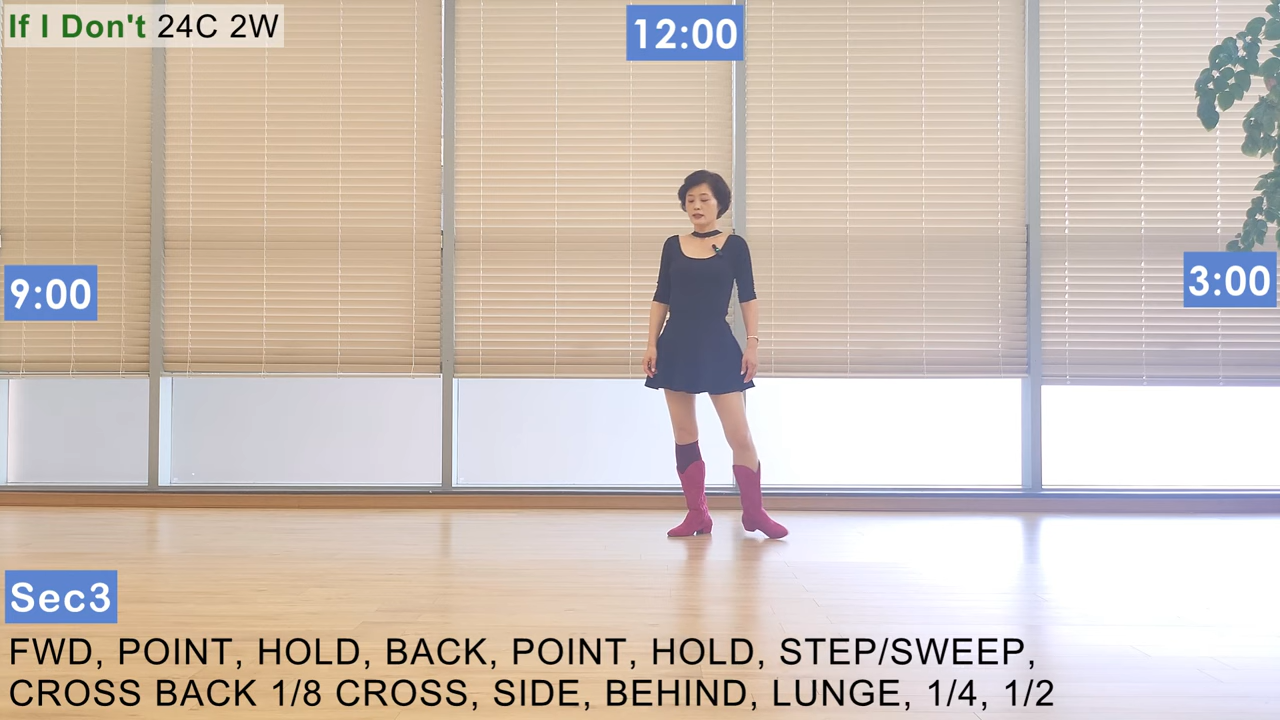 If I Don't 24C 2W
12:00
9:00
3:00
Sec3
FWD, POINT, HOLD, BACK, POINT, HOLD, STEP/SWEEP,
CROSS BACK 1/8 CROSS, SIDE, BEHIND, LUNGE, 1/4, 1/2